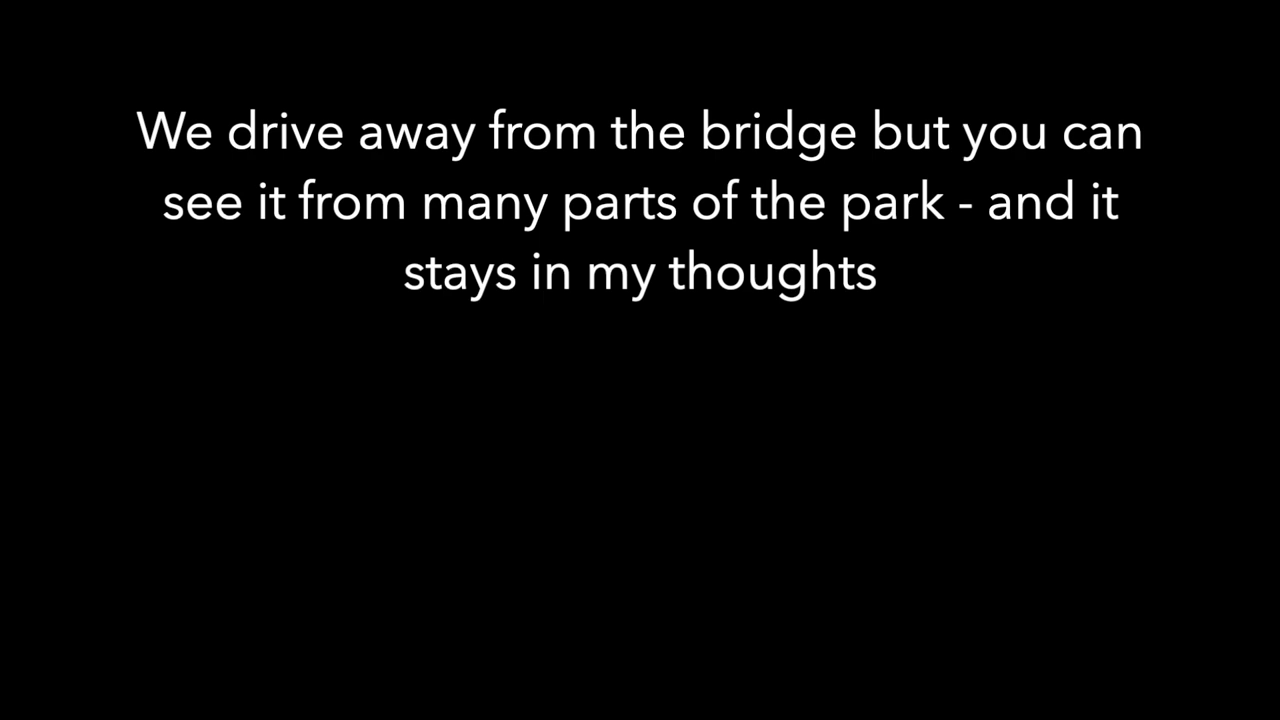 We drive away from the bridge but you can
see it from many parts of the park - and it
stays in my thoughts